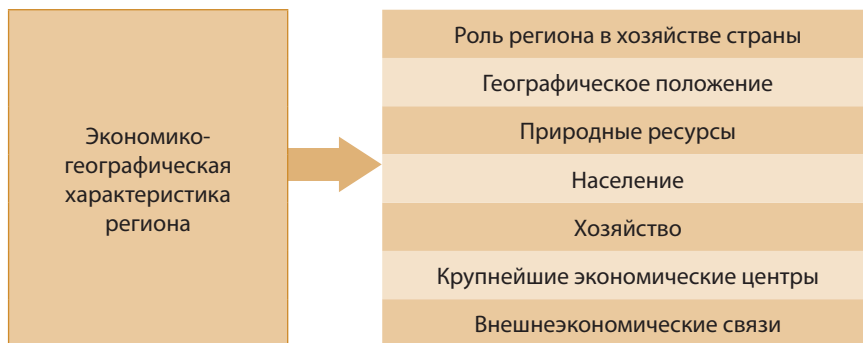 Экономико-
географическая
характеристика
региона
Роль региона в хозяйстве страны
Географическое положение
Природные ресурсы
Население
Хозяйство
Крупнейшие экономические центры
Внешнеэкономические связи